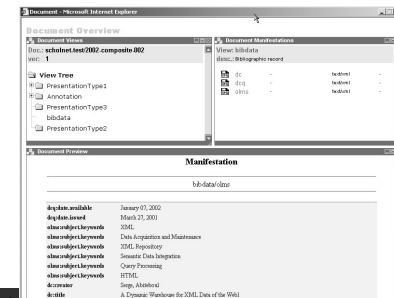 Document - Microsoft Internet Explorer
Document Overview
Document Views
Doc.: scholnet.test/2002-composite-002
ver: 1
View Tree
PresentationType1
Annotation
PresentationType3
bibdata
PresentationType2
Document Manifestations
View: bibdata
desc.: Bibliographic record
dc - text/xml -
dcq - text/xml -
olms - text/xml -
Document Preview
Manifestation
bibdata/olms
dcq:date.available January 07, 2002
dcq:date.issued March 27, 2001
olms:subject.keywords XML
olms:subject.keywords Data Acquisition and Maintenance
olms:subject.keywords XML Repository
olms:subject.keywords Semantic Data Integration
olms:subject.keywords Query Processing
olms:subject.keywords HTML
dc:creator Serge, Abiteboul
dc:title A Dynamic Warehouse for XML Data of the Web1